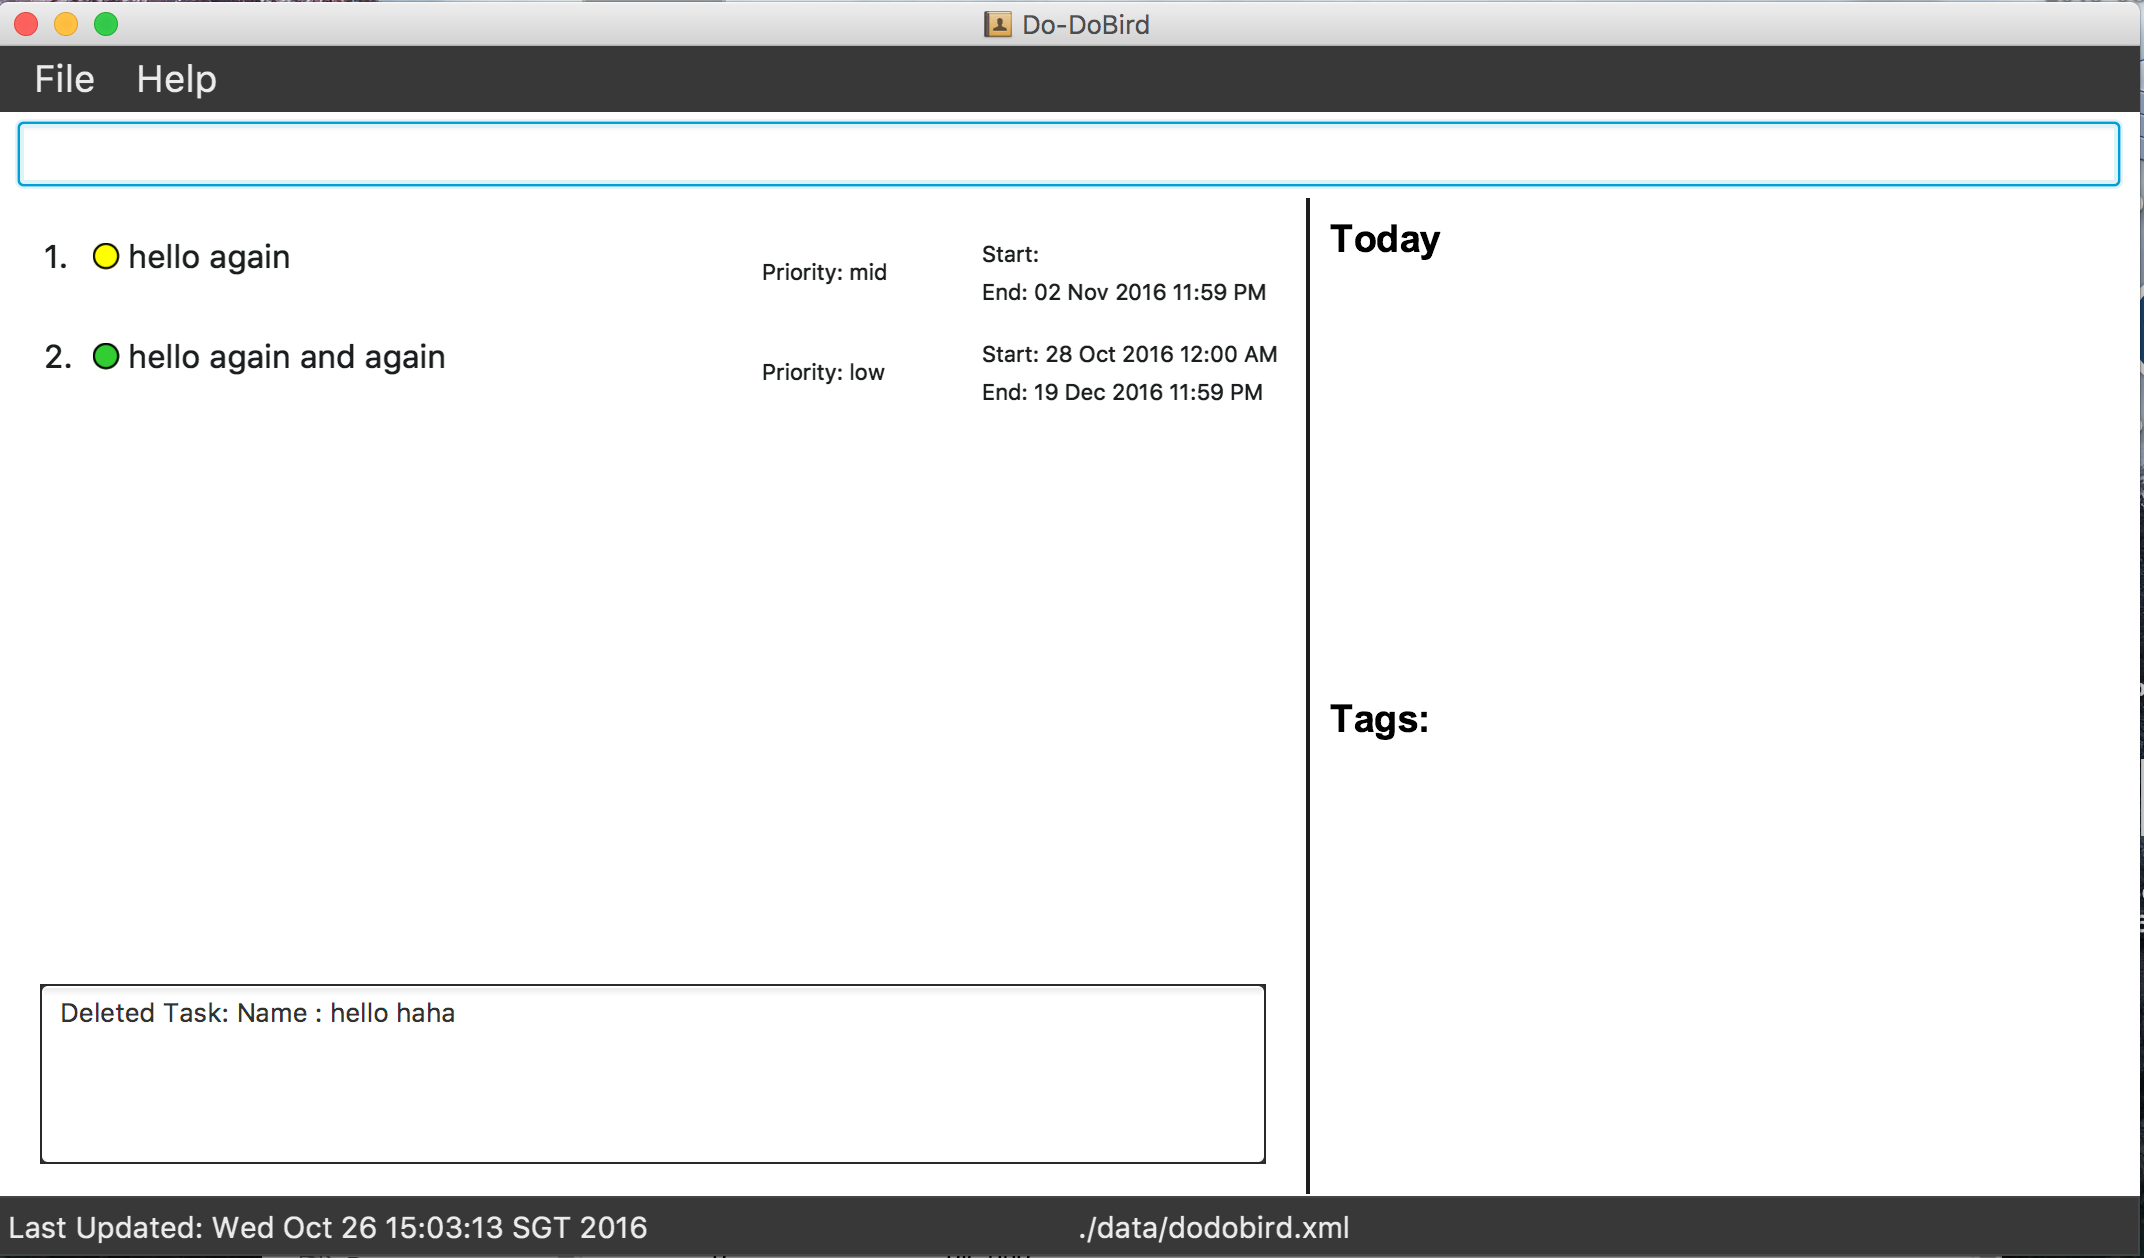 Do-DoBird
File Help
1. hello again
Priority: mid
Start:
End: 02 Nov 2016 11:59 PM
2. hello again and again
Priority: low
Start: 28 Oct 2016 12:00 AM
End: 19 Dec 2016 11:59 PM
Today
Tags:
Deleted Task: Name : hello haha
Last Updated: Wed Oct 26 15:03:13 SGT 2016
./data/dodobird.xml